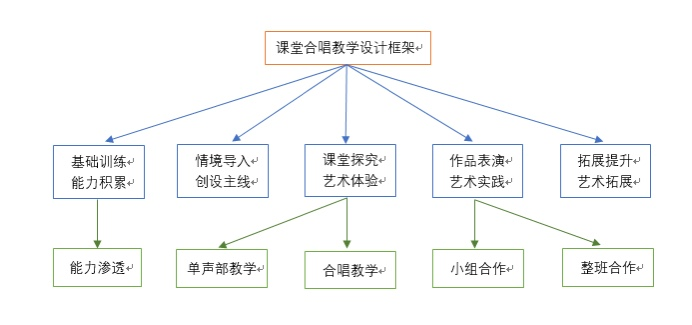 课堂合唱教学设计框架
基础训练
能力积累
情境导入
创设主线
课堂探究
艺术体验
作品表演
艺术实践
拓展提升
艺术拓展
能力渗透
单声部教学
合唱教学
小组合作
整班合作